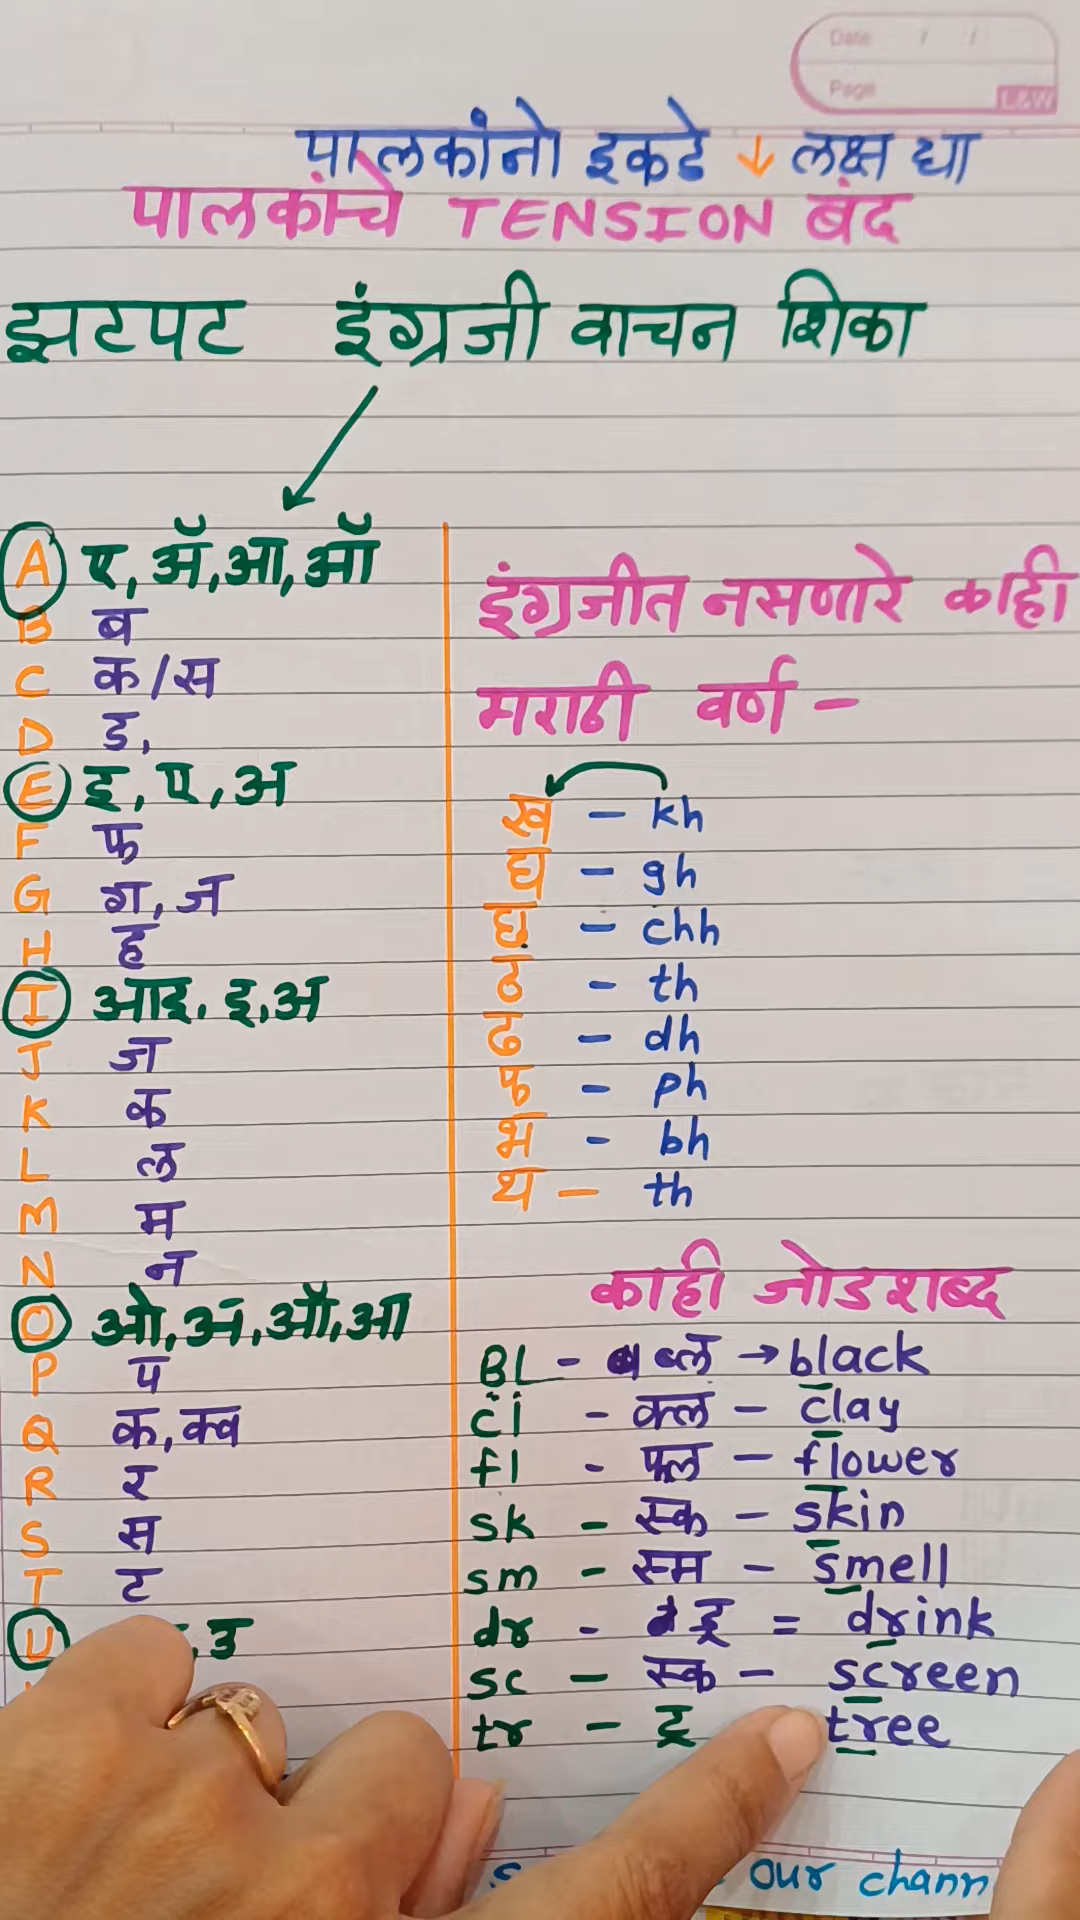 Date / /
Page
L&W
पालकांनो इकडे ↓ लक्ष द्या
पालकांचे TENSION बंद
झटपट इंग्रजी वाचन शिका
A ए, ॲ, आ, ऑ
B ब
C क/स
D ड,
E इ, ए, अ
F फ
G ग, ज
H ह
I आइ, इ, अ
J ज
K क
L ल
M म
N न
O ओ, अं, ऑ, आ
P प
Q क, क्व
R र
S स
T ट
U , उ
इंग्रजीत नसणारे काही
मराठी वर्ण -
ख - kh
घ - gh
छ - chh
ठ - th
ढ - dh
फ - ph
भ - bh
थ - th
काही जोडशब्द
BL - ब्ल → black
cl - क्ल - clay
fl - फ्ल - flower
sk - स्क - skin
sm - स्म - smell
dr - ड्र = drink
sc - स्क - screen
tr - ट्र tree
our chann